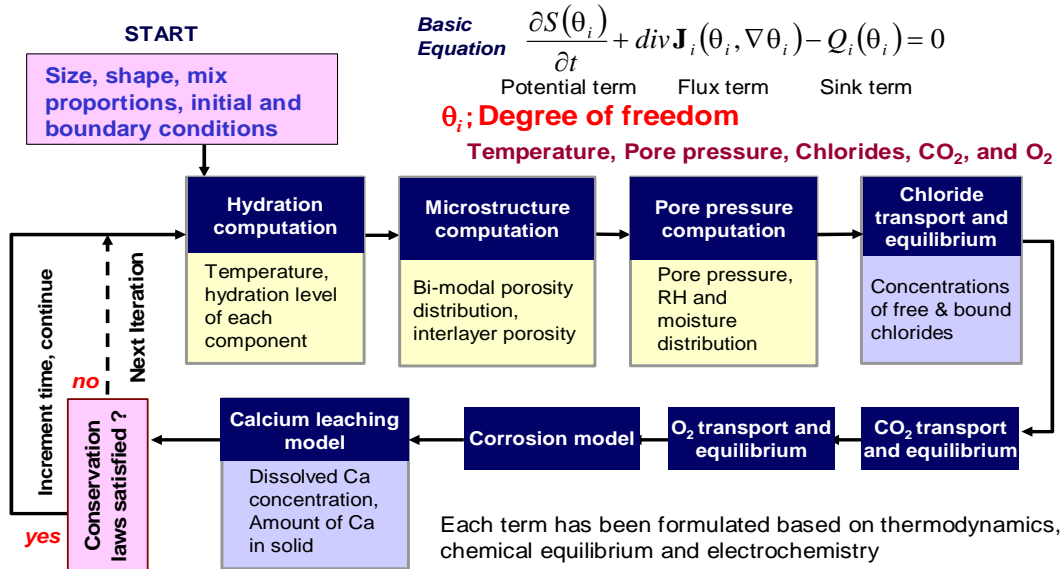 START
Basic
Equation
∂S(θi)/∂t + div Ji(θi, ∇θi) − Qi(θi) = 0
Potential term Flux term Sink term
θi ; Degree of freedom
Temperature, Pore pressure, Chlorides, CO2, and O2
Size, shape, mix
proportions, initial and
boundary conditions
Hydration
computation
Temperature,
hydration level
of each
component
Microstructure
computation
Bi-modal porosity
distribution,
interlayer porosity
Pore pressure
computation
Pore pressure,
RH and
moisture
distribution
Chloride
transport and
equilibrium
Concentrations
of free & bound
chlorides
CO2 transport
and equilibrium
O2 transport and
equilibrium
Corrosion model
Calcium leaching
model
Dissolved Ca
concentration,
Amount of Ca
in solid
Conservation
laws satisfied ?
no
Next Iteration
yes
Increment time, continue
Each term has been formulated based on thermodynamics,
chemical equilibrium and electrochemistry